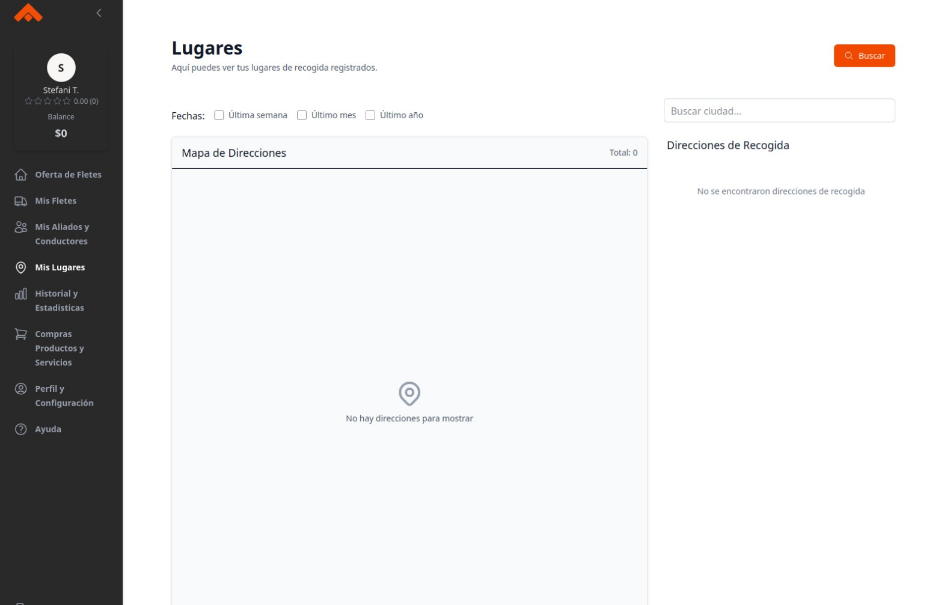 S
Stefani T.
0.00 (0)
Balance
$0
Oferta de Fletes
Mis Fletes
Mis Aliados y
Conductores
Mis Lugares
Historial y
Estadísticas
Compras
Productos y
Servicios
Perfil y
Configuración
Ayuda
Lugares
Aquí puedes ver tus lugares de recogida registrados.
Buscar
Fechas:
Última semana
Último mes
Último año
Buscar ciudad...
Mapa de Direcciones
Total: 0
Direcciones de Recogida
No se encontraron direcciones de recogida
No hay direcciones para mostrar